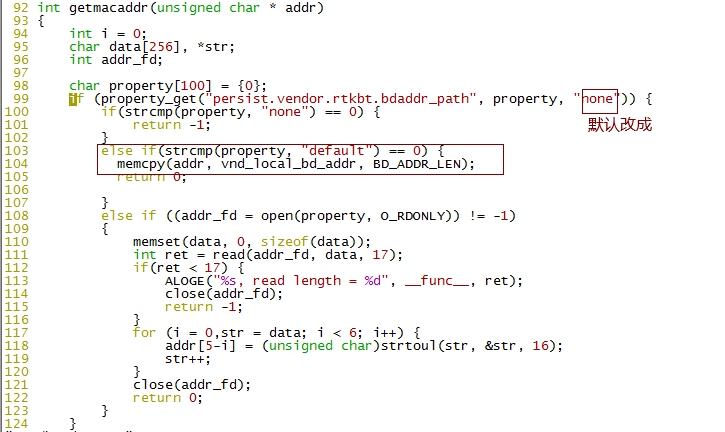 92 int getmacaddr(unsigned char * addr)
93 {
94     int i = 0;
95     char data[256], *str;
96     int addr_fd;
97
98     char property[100] = {0};
99     if (property_get("persist.vendor.rtkbt.bdaddr_path", property, "none")) {
100         if(strcmp(property, "none") == 0) {
默认改成
101             return -1;
102         }
103         else if(strcmp(property, "default") == 0) {
104           memcpy(addr, vnd_local_bd_addr, BD_ADDR_LEN);
105           return 0;
106
107         }
108         else if ((addr_fd = open(property, O_RDONLY)) != -1)
109         {
110             memset(data, 0, sizeof(data));
111             int ret = read(addr_fd, data, 17);
112             if(ret < 17) {
113                 ALOGE("%s, read length = %d", __func__, ret);
114                 close(addr_fd);
115                 return -1;
116             }
117             for (i = 0,str = data; i < 6; i++) {
118                 addr[5-i] = (unsigned char)strtoul(str, &str, 16);
119                 str++;
120             }
121             close(addr_fd);
122             return 0;
123         }
124     }